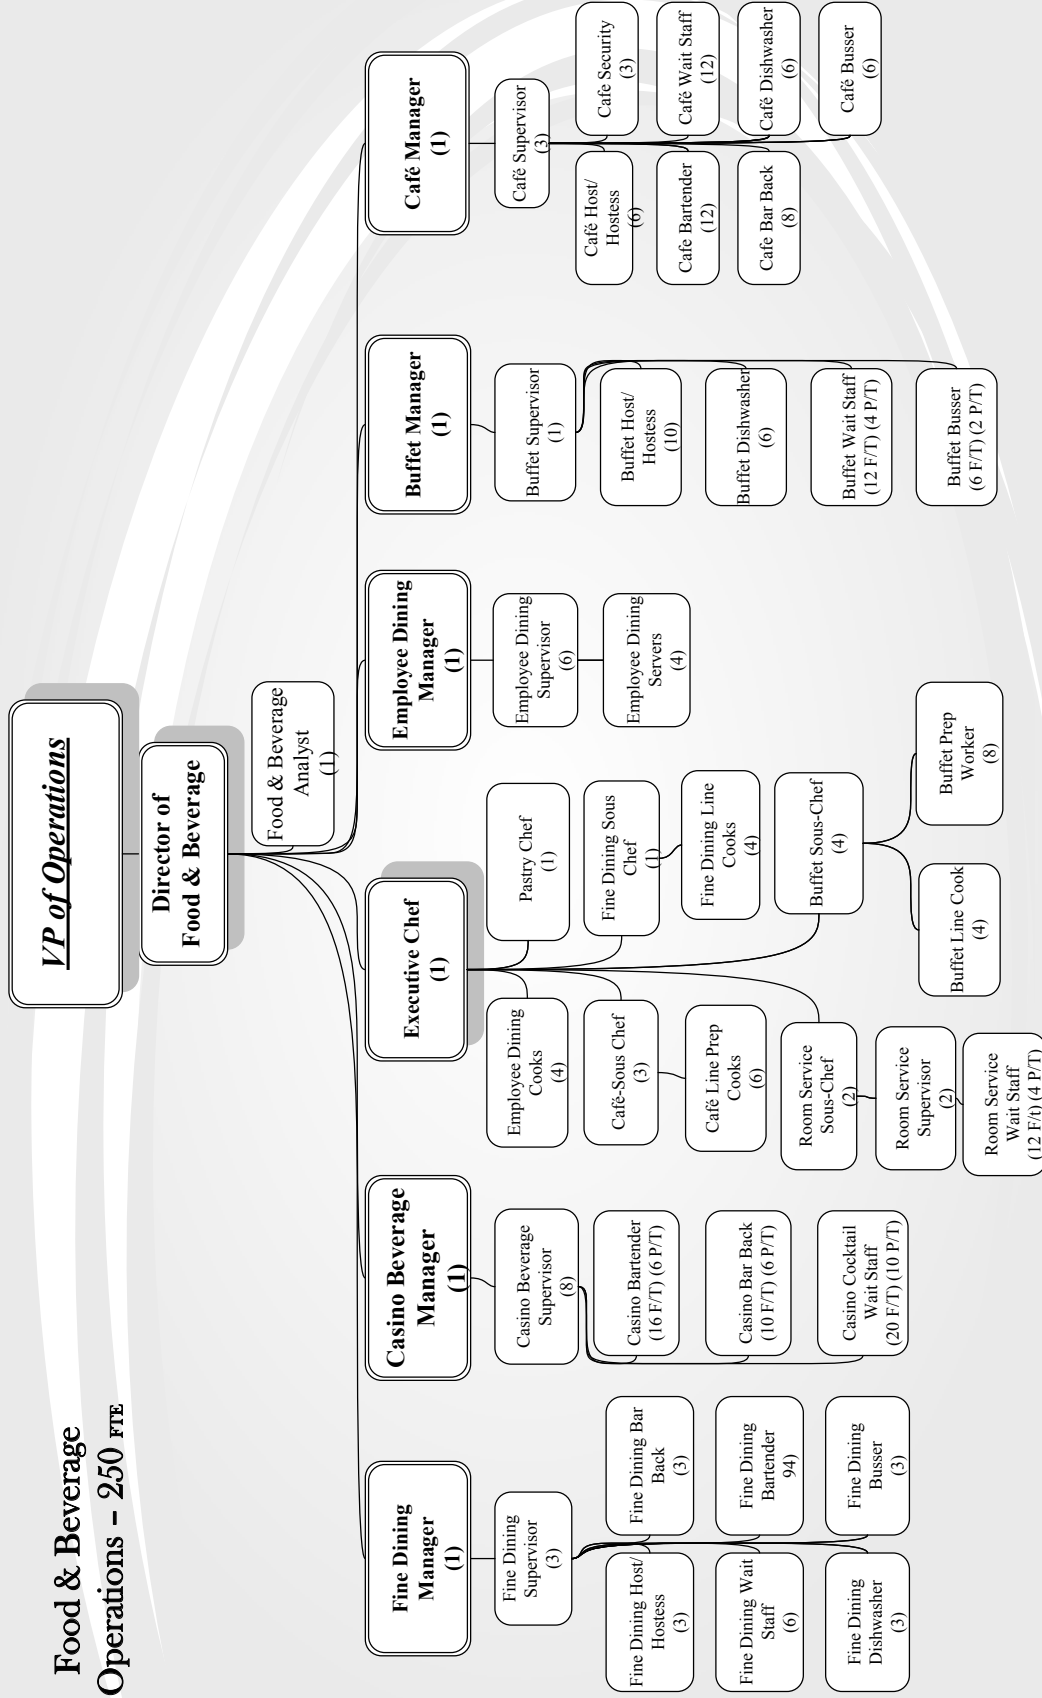 Food & Beverage
Operations – 250 FTE
VP of Operations
Director of
Food & Beverage
Food & Beverage
Analyst
(1)
Fine Dining
Manager
(1)
Casino Beverage
Manager
(1)
Executive Chef
(1)
Employee Dining
Manager
(1)
Buffet Manager
(1)
Café Manager
(1)
Fine Dining
Supervisor
(3)
Fine Dining Host/
Hostess
(3)
Fine Dining Bar
Back
(3)
Fine Dining Wait
Staff
(6)
Fine Dining
Bartender
94)
Fine Dining
Dishwasher
(3)
Fine Dining
Busser
(3)
Casino Beverage
Supervisor
(8)
Casino Bartender
(16 F/T) (6 P/T)
Casino Bar Back
(10 F/T) (6 P/T)
Casino Cocktail
Wait Staff
(20 F/T) (10 P/T)
Employee Dining
Cooks
(4)
Pastry Chef
(1)
Café-Sous Chef
(3)
Fine Dining Sous
Chef
(1)
Café Line Prep
Cooks
(6)
Fine Dining Line
Cooks
(4)
Room Service
Sous-Chef
(2)
Buffet Sous-Chef
(4)
Room Service
Supervisor
(2)
Room Service
Wait Staff
(12 F/t) (4 P/T)
Buffet Line Cook
(4)
Buffet Prep
Worker
(8)
Employee Dining
Supervisor
(6)
Employee Dining
Servers
(4)
Buffet Supervisor
(1)
Buffet Host/
Hostess
(10)
Buffet Dishwasher
(6)
Buffet Wait Staff
(12 F/T) (4 P/T)
Buffet Busser
(6 F/T) (2 P/T)
Café Supervisor
(3)
Café Host/
Hostess
(6)
Café Security
(3)
Cafe Bartender
(12)
Café Wait Staff
(12)
Cafe Bar Back
(8)
Café Dishwasher
(6)
Café Busser
(6)